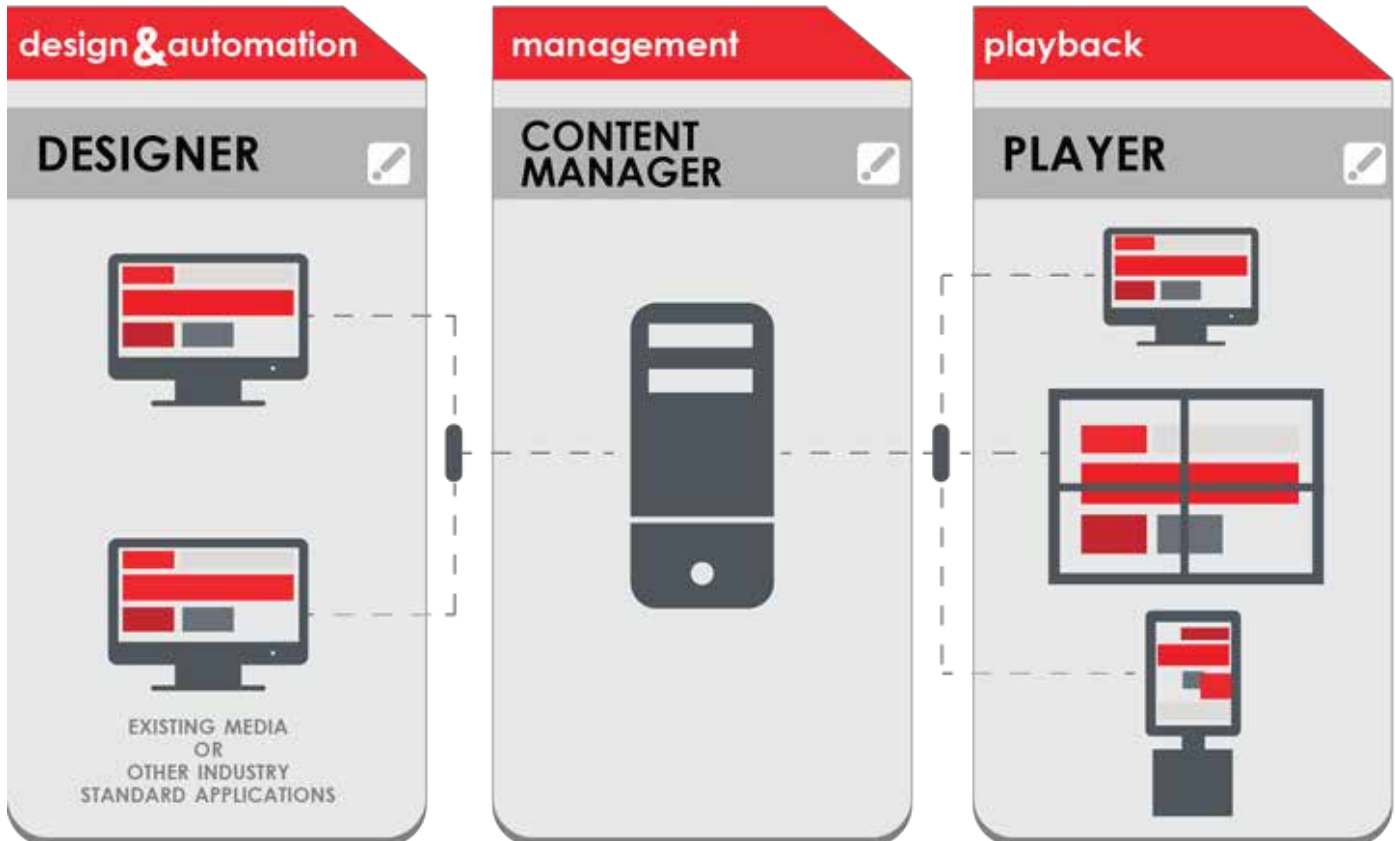 design&automation
DESIGNER
EXISTING MEDIA
OR
OTHER INDUSTRY
STANDARD APPLICATIONS
management
CONTENT
MANAGER
playback
PLAYER